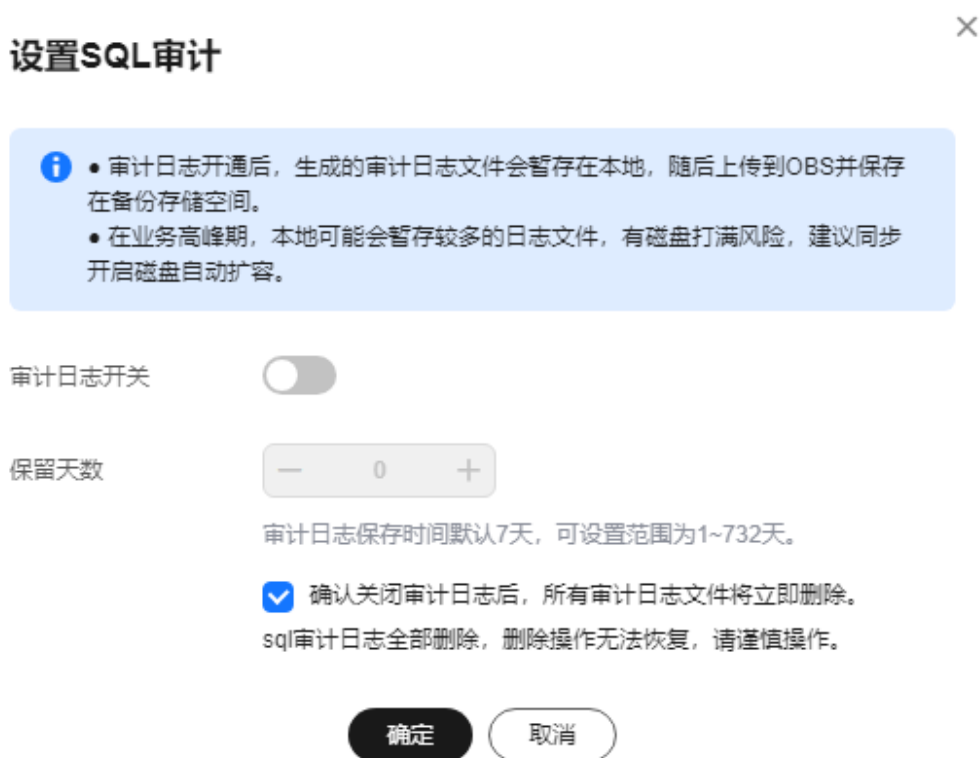 设置SQL审计
● 审计日志开通后，生成的审计日志文件会暂存在本地，随后上传到OBS并保存
在备份存储空间。
● 在业务高峰期，本地可能会暂存较多的日志文件，有磁盘打满风险，建议同步
开启磁盘自动扩容。
审计日志开关
保留天数
0
审计日志保存时间默认7天，可设置范围为1~732天。
确认关闭审计日志后，所有审计日志文件将立即删除。
sql审计日志全部删除，删除操作无法恢复，请谨慎操作。
确定 取消